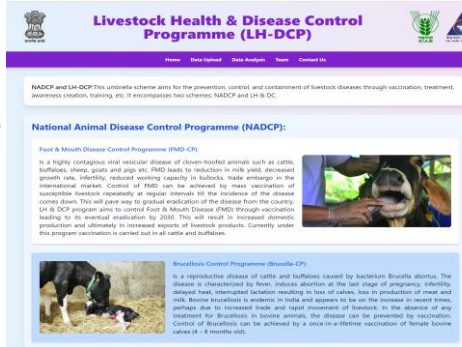 Livestock Health & Disease Control
Programme (LH-DCP)
Home Data Upload Data Analysis Team Contact Us
NADCP and LH-DCP:This umbrella scheme aims for the prevention, control, and containment of livestock diseases through vaccination, treatment,
awareness creation, training, etc. It encompasses two schemes: NADCP and LH & DC.
National Animal Disease Control Programme (NADCP):
Foot & Mouth Disease Control Programme (FMD-CP):
Is a highly contagious viral vesicular disease of cloven-hoofed animals such as cattle,
buffaloes, sheep, goats and pigs etc. FMD leads to reduction in milk yield, decreased
growth rate, infertility, reduced working capacity in bullocks, trade embargo in the
international market. Control of FMD can be achieved by mass vaccination of
susceptible livestock repeatedly at regular intervals till the incidence of the disease
comes down. This will pave way to gradual eradication of the disease from the country.
LH & DCP program aims to control Foot & Mouth Disease (FMD) through vaccination
leading to its eventual eradication by 2030. This will result in increased domestic
production and ultimately in increased exports of livestock products. Currently under
this program vaccination is carried out in all cattle and buffaloes.
Brucellosis Control Programme (Brucella-CP):
Is a reproductive disease of cattle and buffaloes caused by bacterium Brucella abortus. The
disease is characterized by fever, induces abortion at the last stage of pregnancy, infertility,
delayed heat, interrupted lactation resulting in loss of calves, loss in production of meat and
milk. Bovine brucellosis is endemic in India and appears to be on the increase in recent times,
perhaps due to increased trade and rapid movement of livestock. In the absence of any
treatment for Brucellosis in bovine animals, the disease can be prevented by vaccination.
Control of Brucellosis can be achieved by a once-in-a-lifetime vaccination of female bovine
calves (4 – 8 months old).